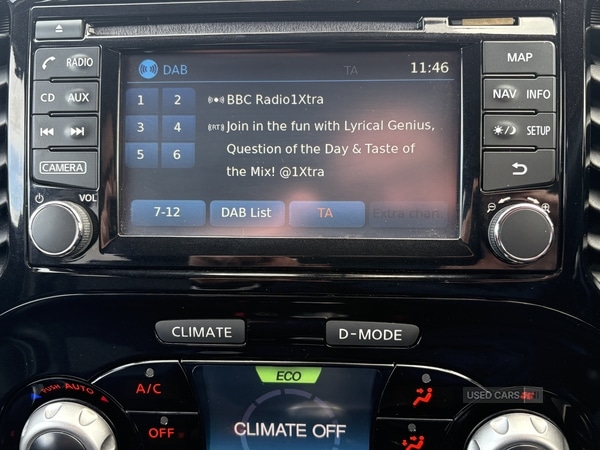 DAB TA 11:46
RADIO MAP
CD AUX NAV INFO
1 2 BBC Radio1Xtra
3 4 (RT) Join in the fun with Lyrical Genius,
SETUP
5 6 Question of the Day & Taste of
the Mix! @1Xtra
CAMERA
VOL
7-12 DAB List TA Extra chan
CLIMATE D-MODE
ECO
AUTO A/C
USED CARS
OFF
CLIMATE OFF